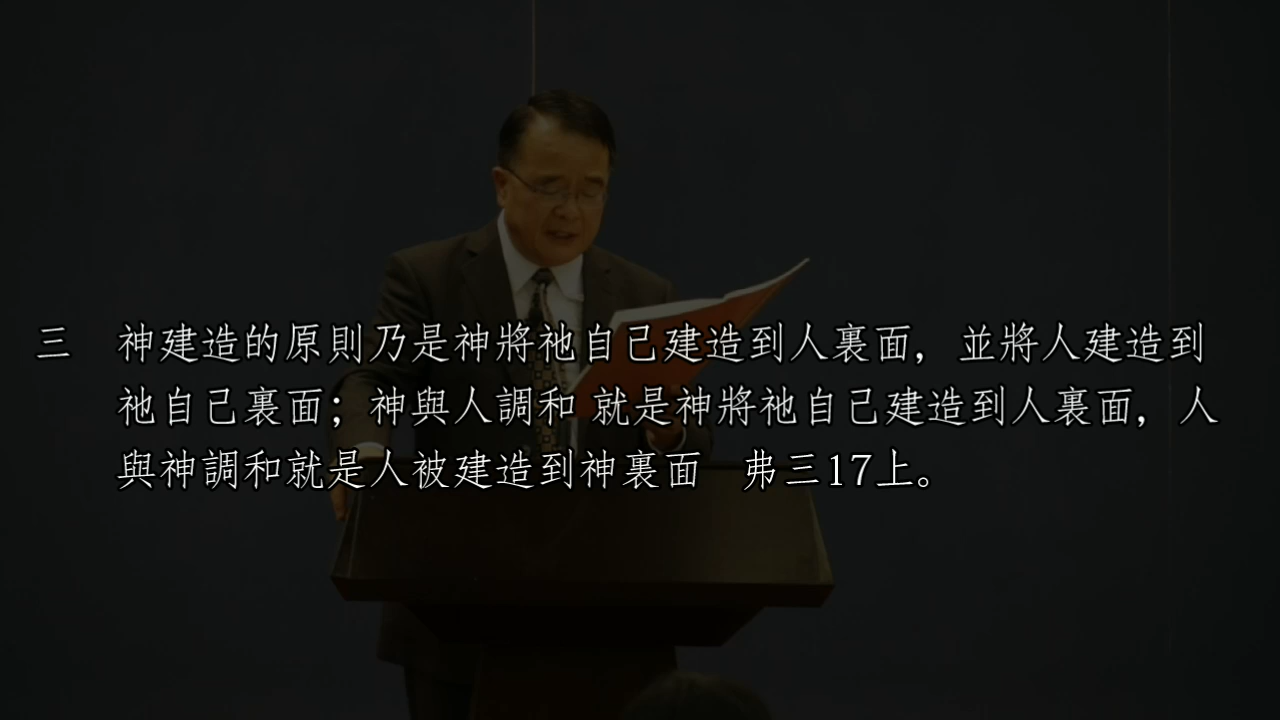 三 神建造的原則乃是神將祂自己建造到人裏面，並將人建造到
祂自己裏面；神與人調和 就是神將祂自己建造到人裏面，人
與神調和就是人被建造到神裏面 弗三17上。